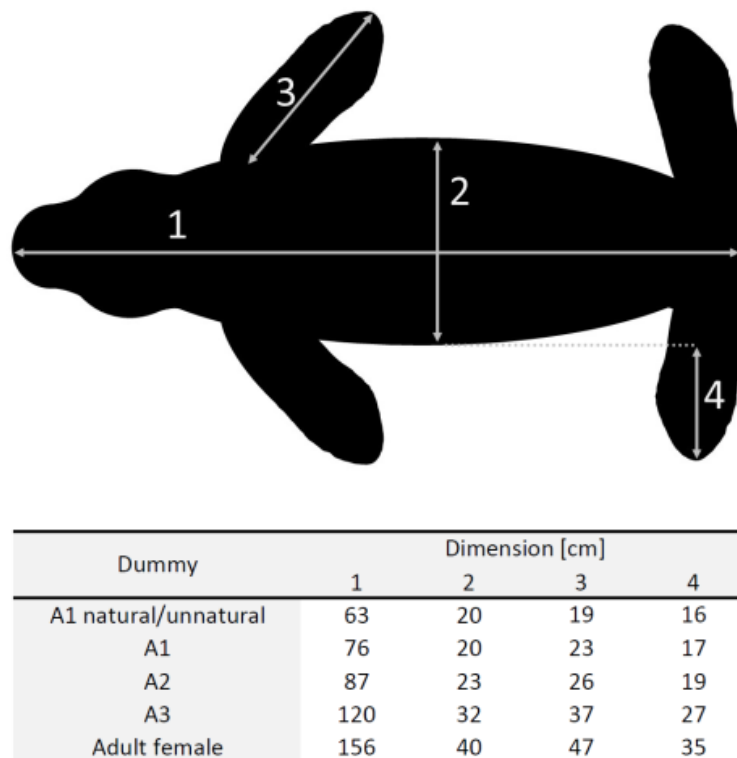 3
2
1
4
Dummy Dimension [cm]
1 2 3 4
A1 natural/unnatural 63 20 19 16
A1 76 20 23 17
A2 87 23 26 19
A3 120 32 37 27
Adult female 156 40 47 35